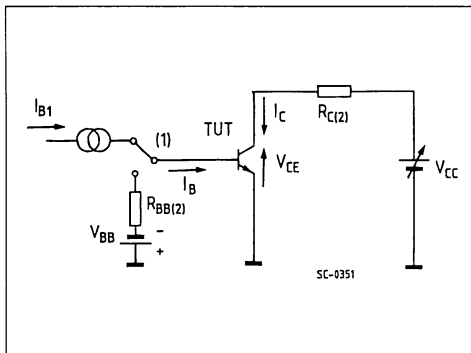 I_B1
(1)
TUT
I_C
R_C(2)
V_CE
V_CC
I_B
R_BB(2)
V_BB
−
+
SC-0351